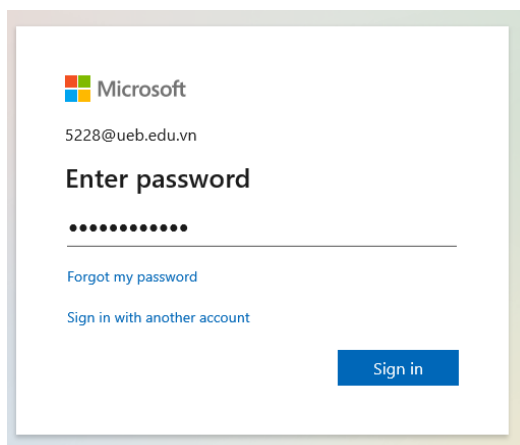 Microsoft
5228@ueb.edu.vn
Enter password
••••••••••••
Forgot my password
Sign in with another account
Sign in